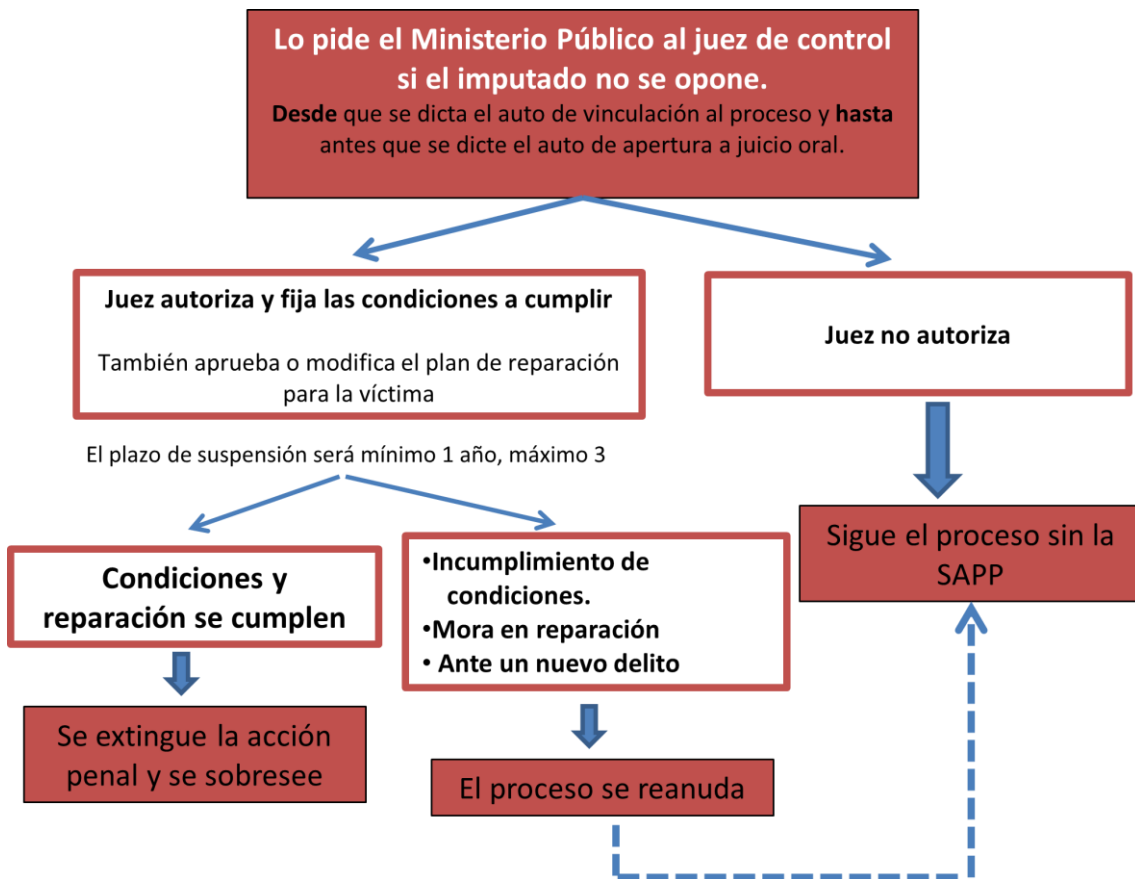 Lo pide el Ministerio Público al juez de control
si el imputado no se opone.
Desde que se dicta el auto de vinculación al proceso y hasta
antes que se dicte el auto de apertura a juicio oral.
Juez autoriza y fija las condiciones a cumplir
También aprueba o modifica el plan de reparación
para la víctima
Juez no autoriza
El plazo de suspensión será mínimo 1 año, máximo 3
Condiciones y
reparación se cumplen
•Incumplimiento de
condiciones.
•Mora en reparación
• Ante un nuevo delito
Sigue el proceso sin la
SAPP
Se extingue la acción
penal y se sobresee
El proceso se reanuda